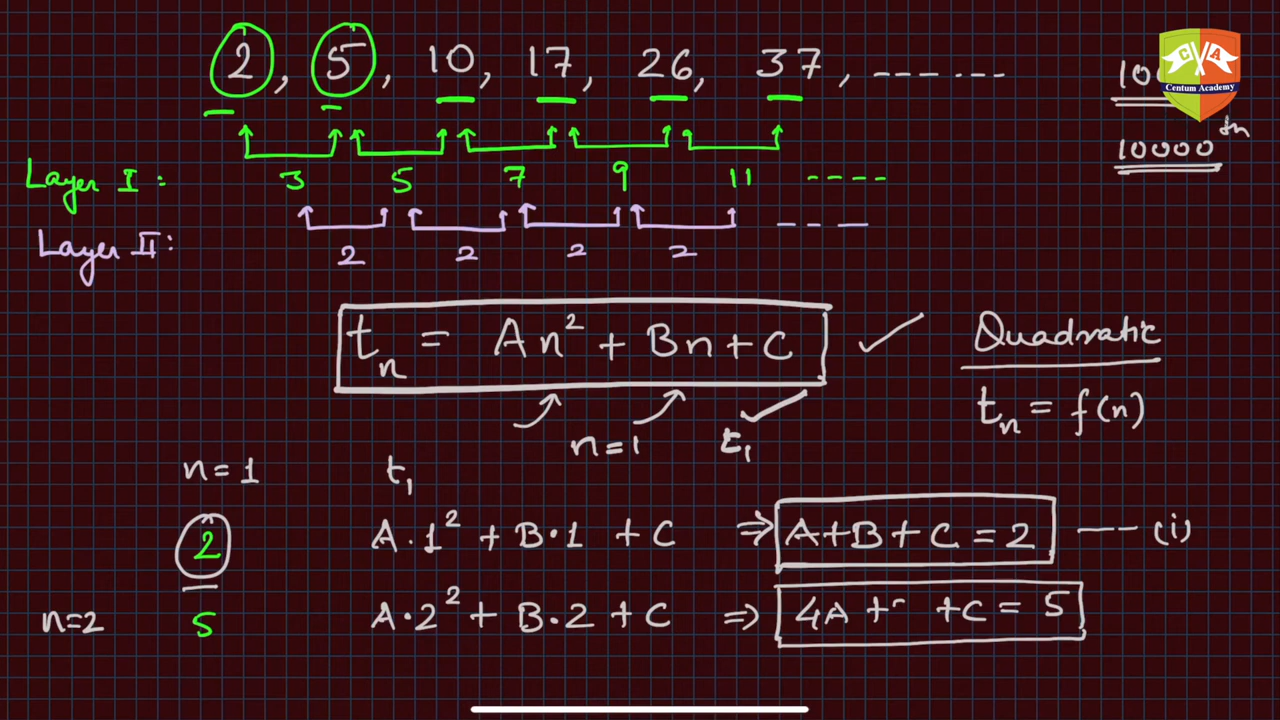 2, 5, 10, 17, 26, 37, ------
10
C A
Centum Academy
10000 tn
Layer I : 3 5 7 9 11 ----
Layer II : 2 2 2 2 ---
tₙ = An² + Bn + C
Quadratic
tₙ = f(n)
n=1 t₁
n=1 t₁
2 A·1² + B·1 + C ⇒ A+B+C = 2 --- (i)
n=2 5 A·2² + B·2 + C ⇒ 4A + +C = 5